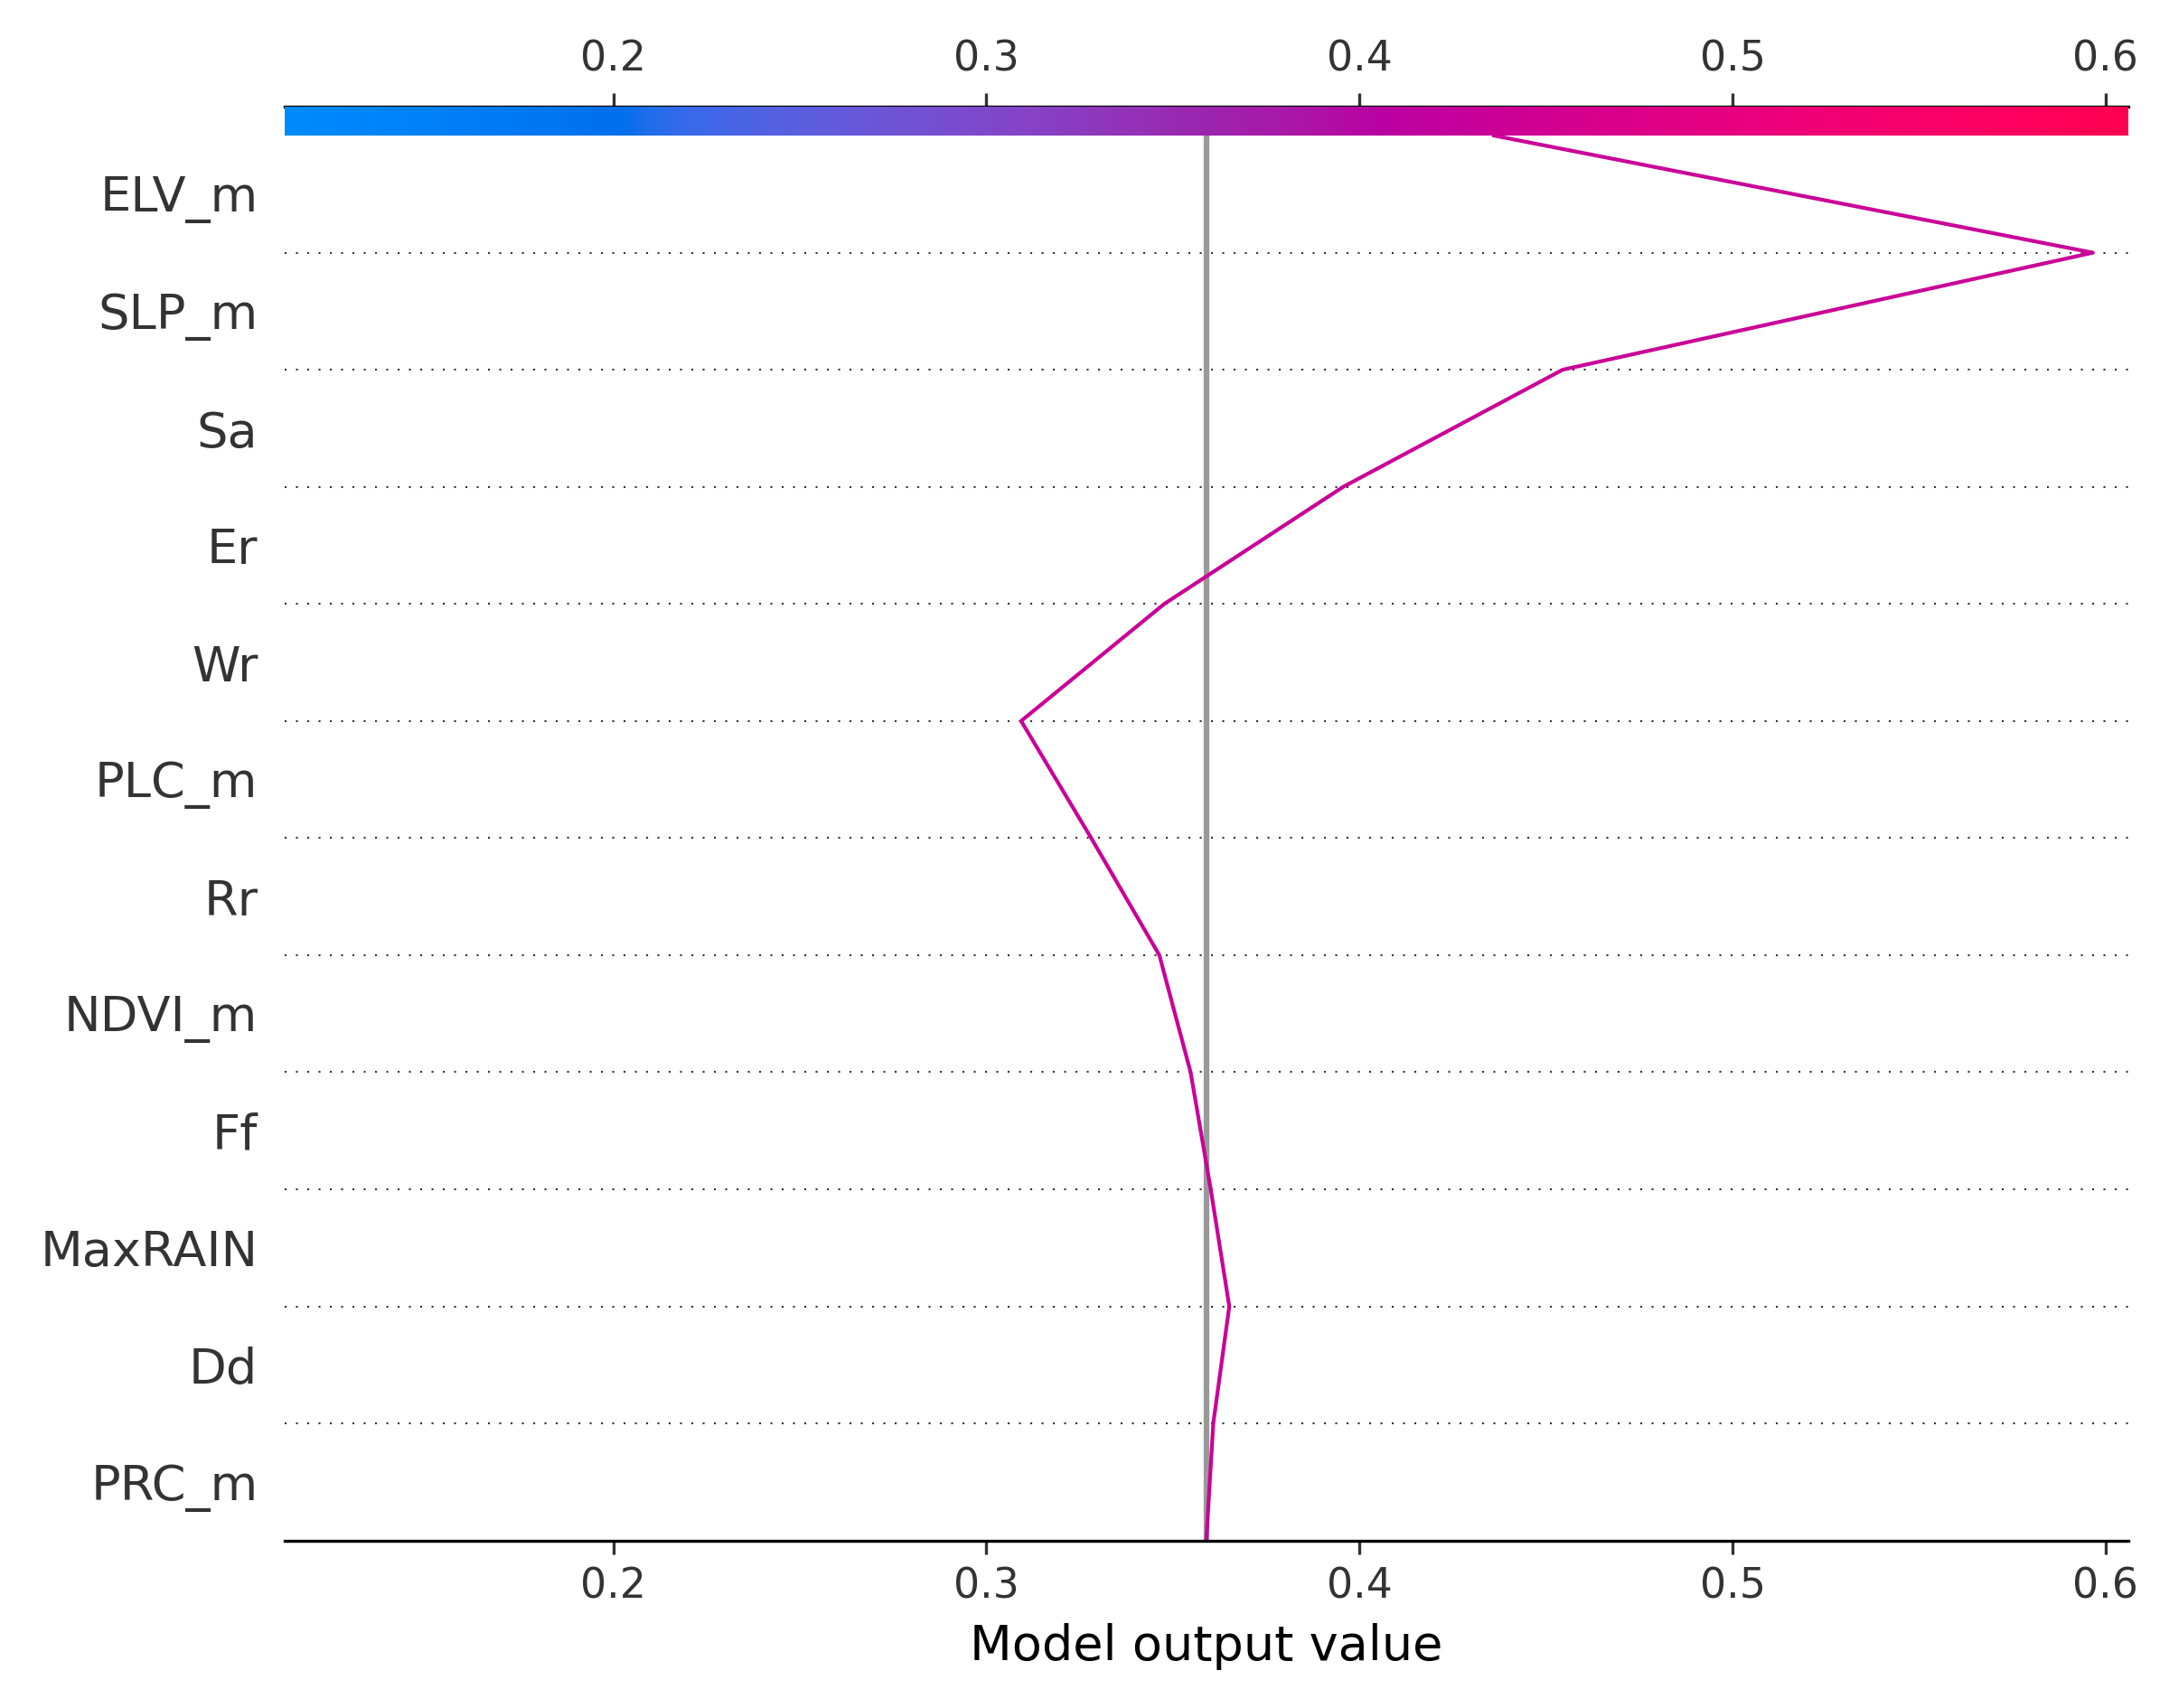 0.2 0.3 0.4 0.5 0.6
ELV_m
SLP_m
Sa
Er
Wr
PLC_m
Rr
NDVI_m
Ff
MaxRAIN
Dd
PRC_m
0.2 0.3 0.4 0.5 0.6
Model output value